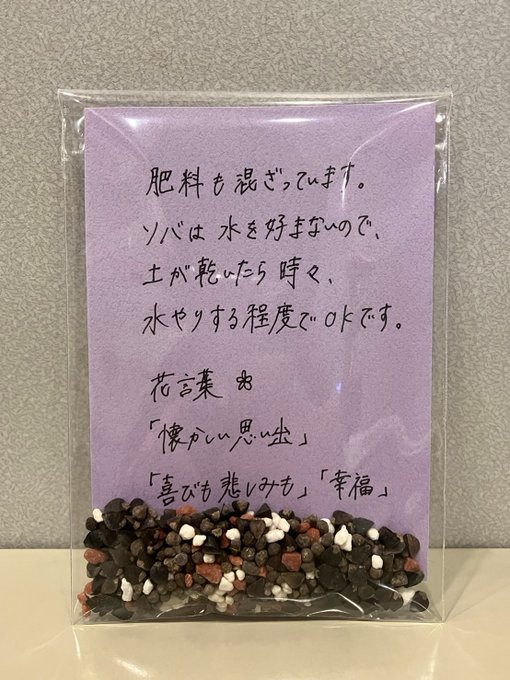 肥料も混ざっています。
ソバは水を好まないので、
土が乾いたら時々、
水やりする程度でOKです。
花言葉
「懐かしい思い出」
「喜びも悲しみも」「幸福」